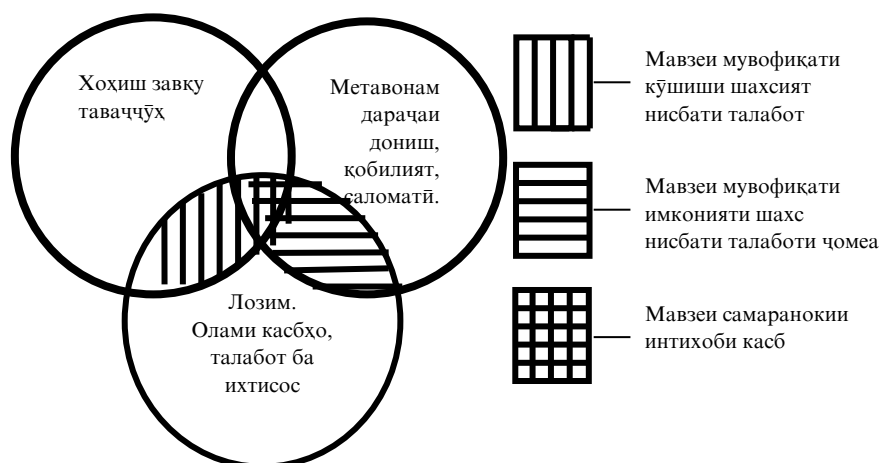 Хоҳиш завқу
таваҷҷӯҳ
Метавонам
дараҷаи
дониш,
қобилият,
саломатӣ.
Лозим.
Олами касбҳо,
талабот ба
ихтисос
Мавзеи мувофиқати
кӯшиши шахсият
нисбати талабот
Мавзеи мувофиқати
имконияти шахс
нисбати талаботи ҷомеа
Мавзеи самаранокии
интихоби касб